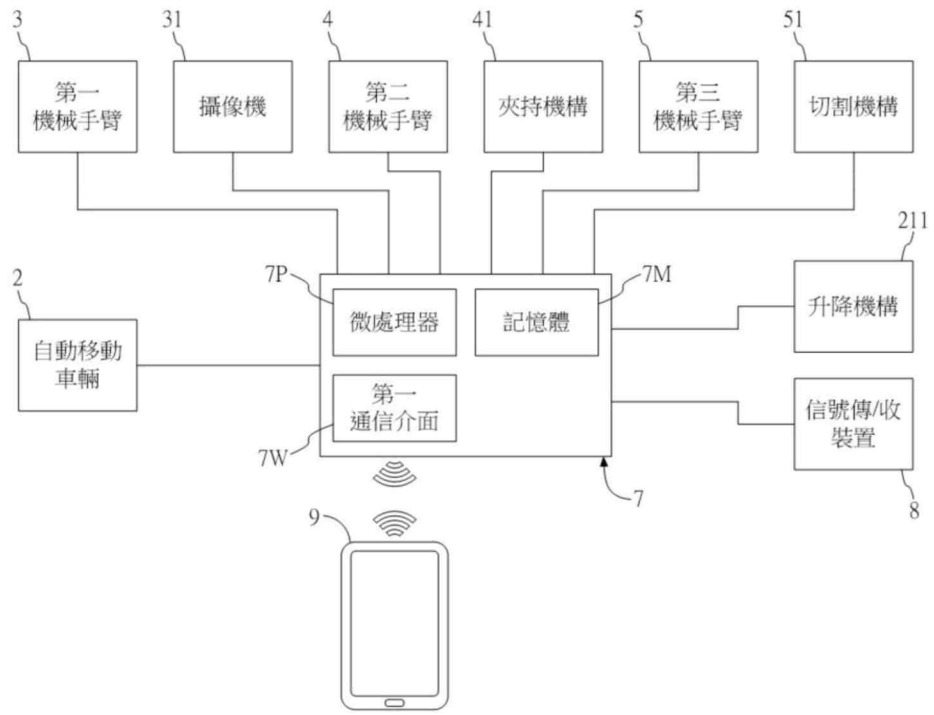 3
31
4
41
5
51
第一
機械手臂
攝像機
第二
機械手臂
夾持機構
第三
機械手臂
切割機構
211
升降機構
2
自動移動
車輛
7P
7M
微處理器
記憶體
第一
通信介面
7W
信號傳/收
裝置
7
8
9